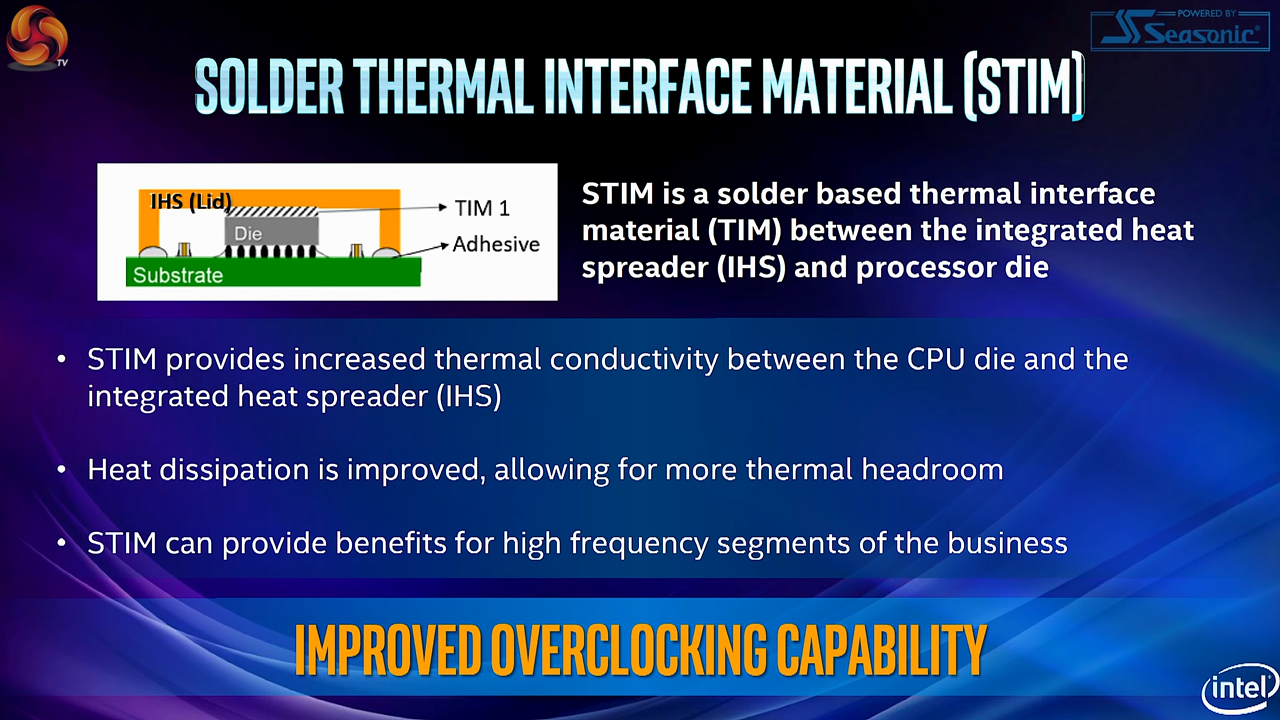 TV
POWERED BY
Seasonic
SOLDER THERMAL INTERFACE MATERIAL (STIM)
IHS (Lid)
TIM 1
Die
Adhesive
Substrate
STIM is a solder based thermal interface
material (TIM) between the integrated heat
spreader (IHS) and processor die
• STIM provides increased thermal conductivity between the CPU die and the
integrated heat spreader (IHS)
• Heat dissipation is improved, allowing for more thermal headroom
• STIM can provide benefits for high frequency segments of the business
IMPROVED OVERCLOCKING CAPABILITY
intel